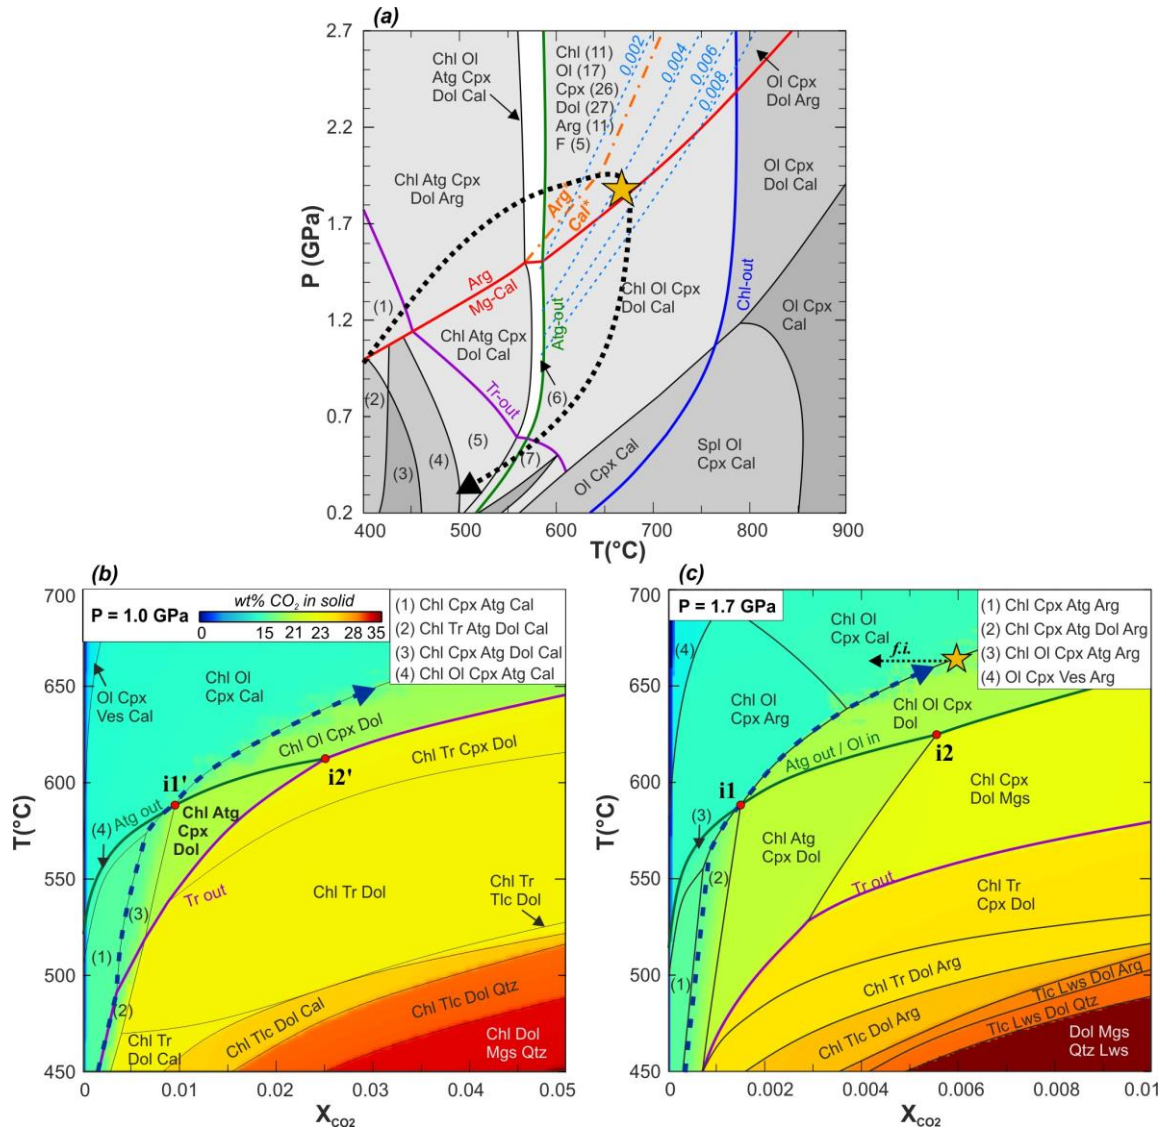 (a)
2.7
2.2
1.7
1.2
0.7
0.2
P (GPa)
400
500
600
700
800
900
T(°C)
Chl Ol
Atg Cpx
Dol Cal
Chl (11)
Ol (17)
Cpx (26)
Dol (27)
Arg (11)
F (5)
0.002
0.004
0.006
0.008
Ol Cpx
Dol Arg
Ol Cpx
Dol Cal
Chl Atg Cpx
Dol Arg
Arg
Cal*
(1)
Arg
Mg-Cal
Chl Ol Cpx
Dol Cal
Chl-out
Ol Cpx
Cal
Chl Atg Cpx
Dol Cal
Atg-out
Tr-out
(2)
(3)
(4)
(5)
(6)
(7)
Ol Cpx Cal
Spl Ol
Cpx Cal
(b)
P = 1.0 GPa
wt% CO2 in solid
0 15 21 23 28 35
(1) Chl Cpx Atg Cal
(2) Chl Tr Atg Dol Cal
(3) Chl Cpx Atg Dol Cal
(4) Chl Ol Cpx Atg Cal
700
650
600
550
500
450
T(°C)
Ol Cpx
Ves Cal
Chl Ol
Cpx Cal
Chl Ol Cpx Dol
Chl Tr Cpx Dol
i1'
i2'
(4)
Atg out
Chl Atg
Cpx
Dol
Tr out
Chl Tr Dol
Chl Tr
Tlc Dol
(3)
(1)
(2)
Chl Tr
Dol Cal
Chl Tlc Dol Cal
Chl Tlc Dol Qtz
Chl Dol
Mgs Qtz
0
0.01
0.02
0.03
0.04
0.05
XCO2
(c)
P = 1.7 GPa
(1) Chl Cpx Atg Arg
(2) Chl Cpx Atg Dol Arg
(3) Chl Ol Cpx Atg Arg
(4) Ol Cpx Ves Arg
700
650
600
550
500
450
T(°C)
Chl Ol
Cpx Cal
f.i.
(4)
Chl Ol
Cpx Arg
Chl Ol Cpx
Dol
Atg out / Ol in
i1
i2
Chl Cpx
Dol Mgs
(3)
(2)
Chl Atg
Cpx Dol
Tr out
Chl Tr
Cpx Dol
(1)
Chl Tr Dol Arg
Chl Tlc Dol Arg
Tlc Lws Dol Arg
Tlc Lws Dol Qtz
Dol Mgs
Qtz Lws
0
0.002
0.004
0.006
0.008
0.01
XCO2